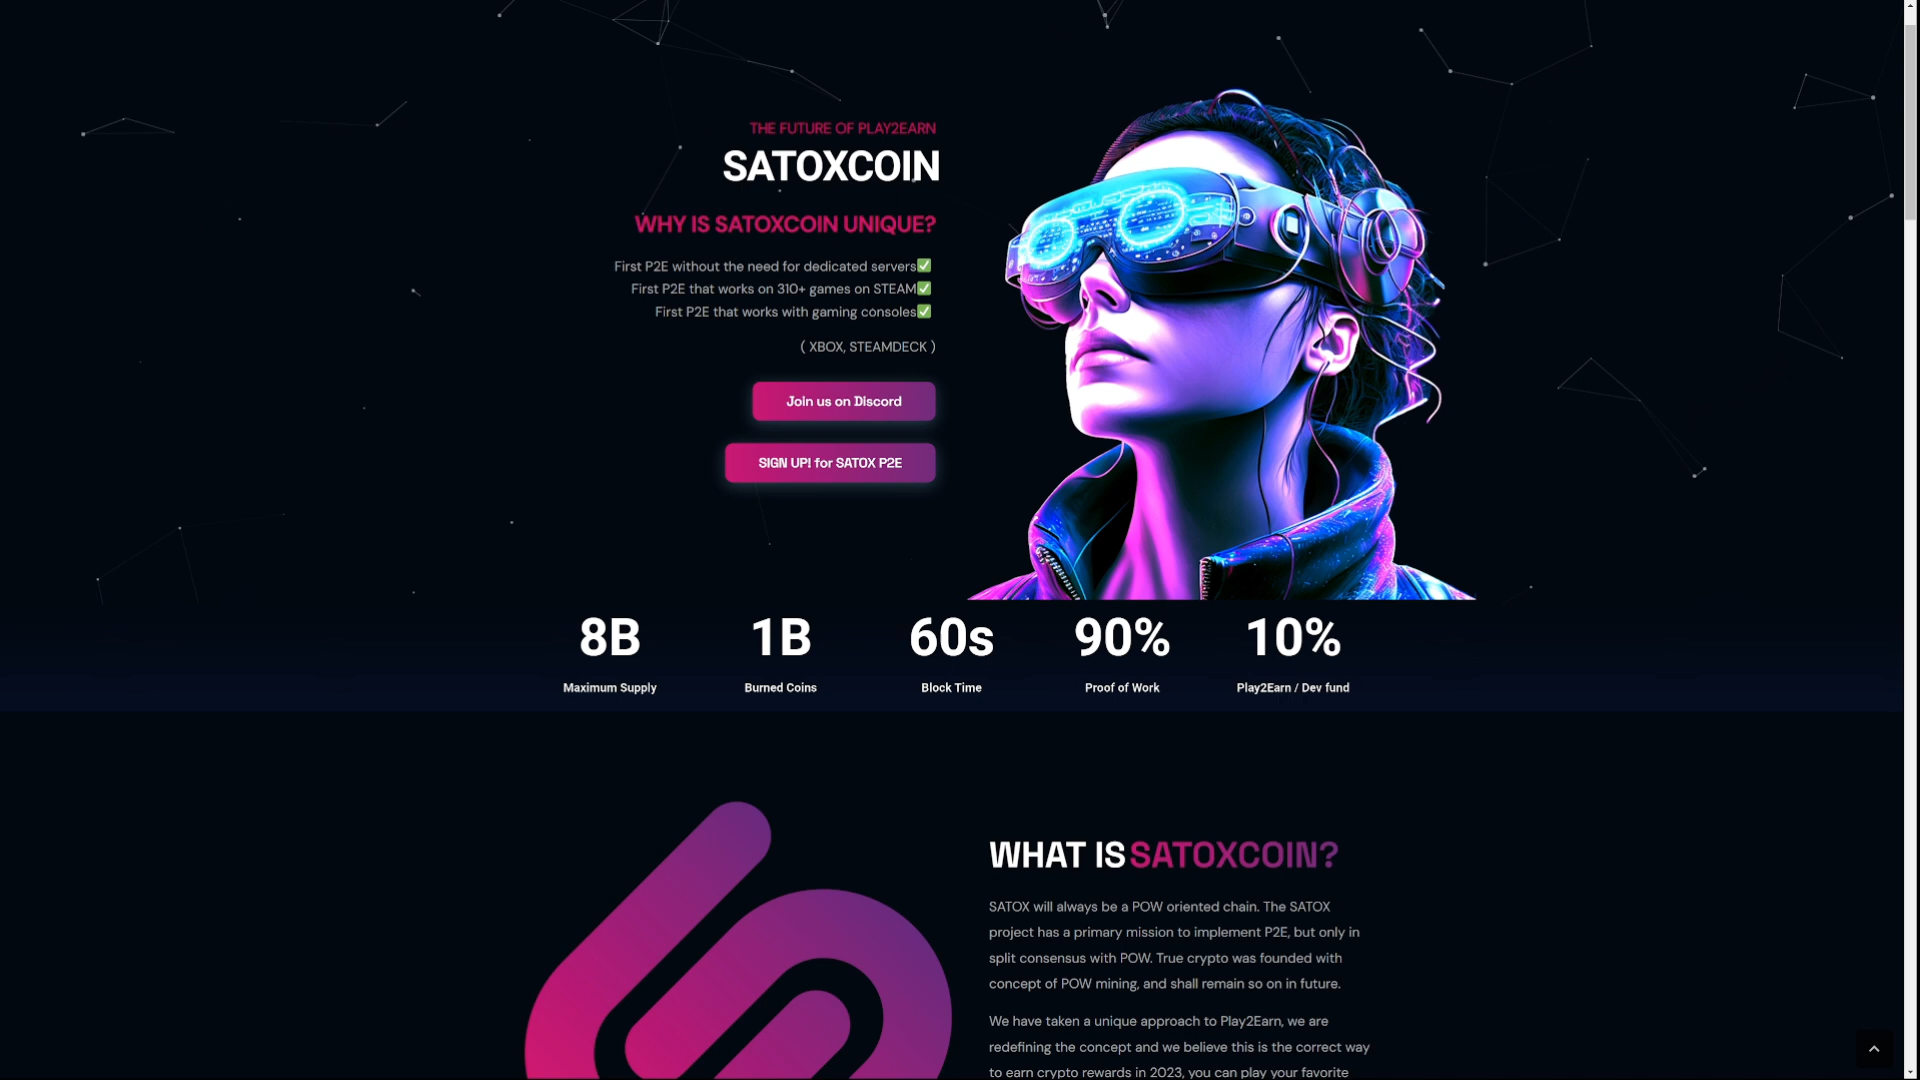 THE FUTURE OF PLAY2EARN
SATOXCOIN
WHY IS SATOXCOIN UNIQUE?
First P2E without the need for dedicated servers✅
First P2E that works on 310+ games on STEAM✅
First P2E that works with gaming consoles✅
( XBOX, STEAMDECK )
Join us on Discord
SIGN UP! for SATOX P2E
8B 1B 60s 90% 10%
Maximum Supply Burned Coins Block Time Proof of Work Play2Earn / Dev fund
WHAT IS SATOXCOIN?
SATOX will always be a POW oriented chain. The SATOX
project has a primary mission to implement P2E, but only in
split consensus with POW. True crypto was founded with
concept of POW mining, and shall remain so on in future.
We have taken a unique approach to Play2Earn, we are
redefining the concept and we believe this is the correct way
to earn crypto rewards in 2023, you can play your favorite